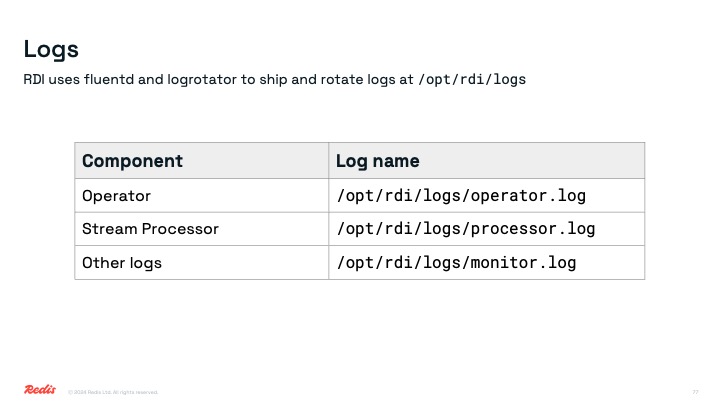 Logs
RDI uses fluentd and logrotator to ship and rotate logs at /opt/rdi/logs
Component Log name
Operator /opt/rdi/logs/operator.log
Stream Processor /opt/rdi/logs/processor.log
Other logs /opt/rdi/logs/monitor.log
Redis © 2024 Redis Ltd. All rights reserved. 77